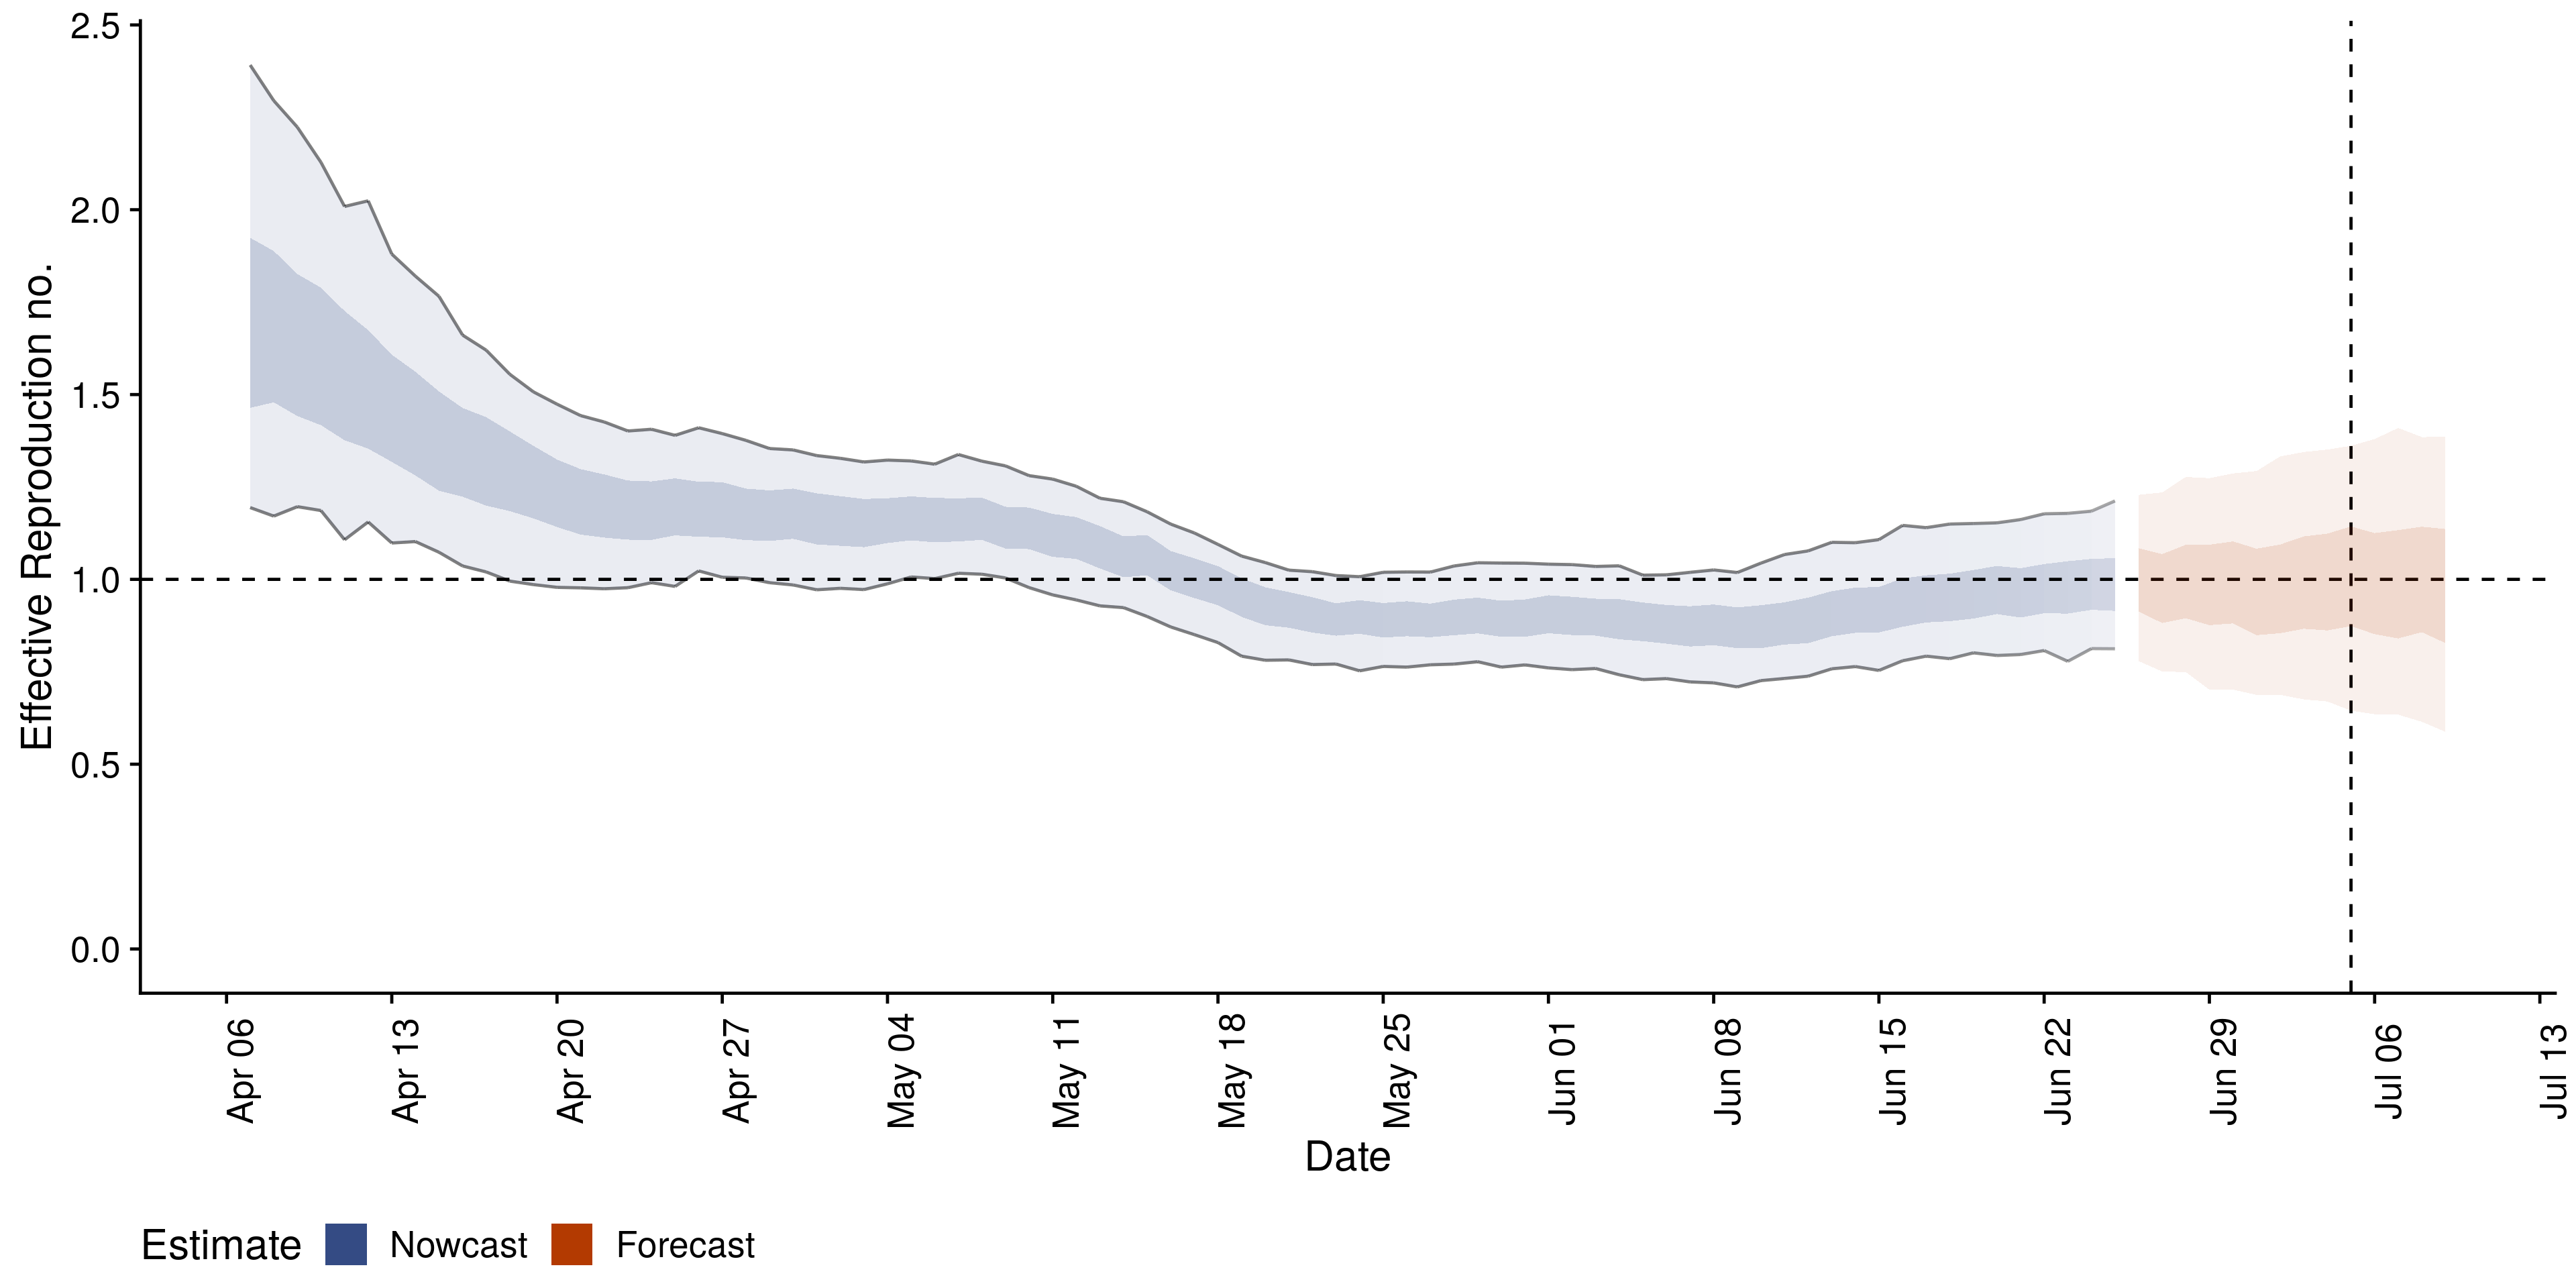 Effective Reproduction no.
2.5
2.0
1.5
1.0
0.5
0.0
Apr 06
Apr 13
Apr 20
Apr 27
May 04
May 11
May 18
May 25
Jun 01
Jun 08
Jun 15
Jun 22
Jun 29
Jul 06
Jul 13
Date
Estimate Nowcast Forecast